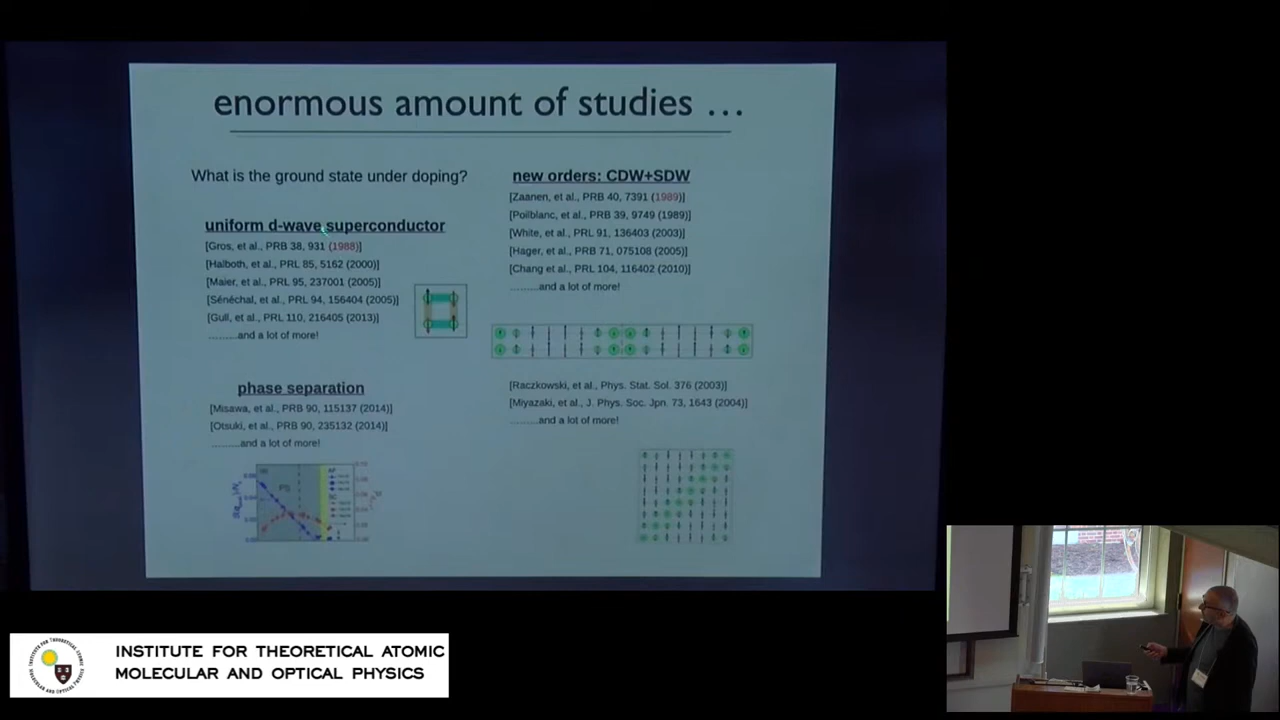 enormous amount of studies …
What is the ground state under doping?
uniform d-wave superconductor
[Gros, et al., PRB 38, 931 (1988)]
[Halboth, et al., PRL 85, 5162 (2000)]
[Maier, et al., PRL 95, 237001 (2005)]
[Sénéchal, et al., PRL 94, 156404 (2005)]
[Gull, et al., PRL 110, 216405 (2013)]
………and a lot of more!
phase separation
[Misawa, et al., PRB 90, 115137 (2014)]
[Otsuki, et al., PRB 90, 235132 (2014)]
………and a lot of more!
PS
AF
SC
new orders: CDW+SDW
[Zaanen, et al., PRB 40, 7391 (1989)]
[Poilblanc, et al., PRB 39, 9749 (1989)]
[White, et al., PRL 91, 136403 (2003)]
[Hager, et al., PRB 71, 075108 (2005)]
[Chang et al., PRL 104, 116402 (2010)]
………and a lot of more!
[Raczkowski, et al., Phys. Stat. Sol. 376 (2003)]
[Miyazaki, et al., J. Phys. Soc. Jpn. 73, 1643 (2004)]
………and a lot of more!
INSTITUTE FOR THEORETICAL ATOMIC
MOLECULAR AND OPTICAL PHYSICS